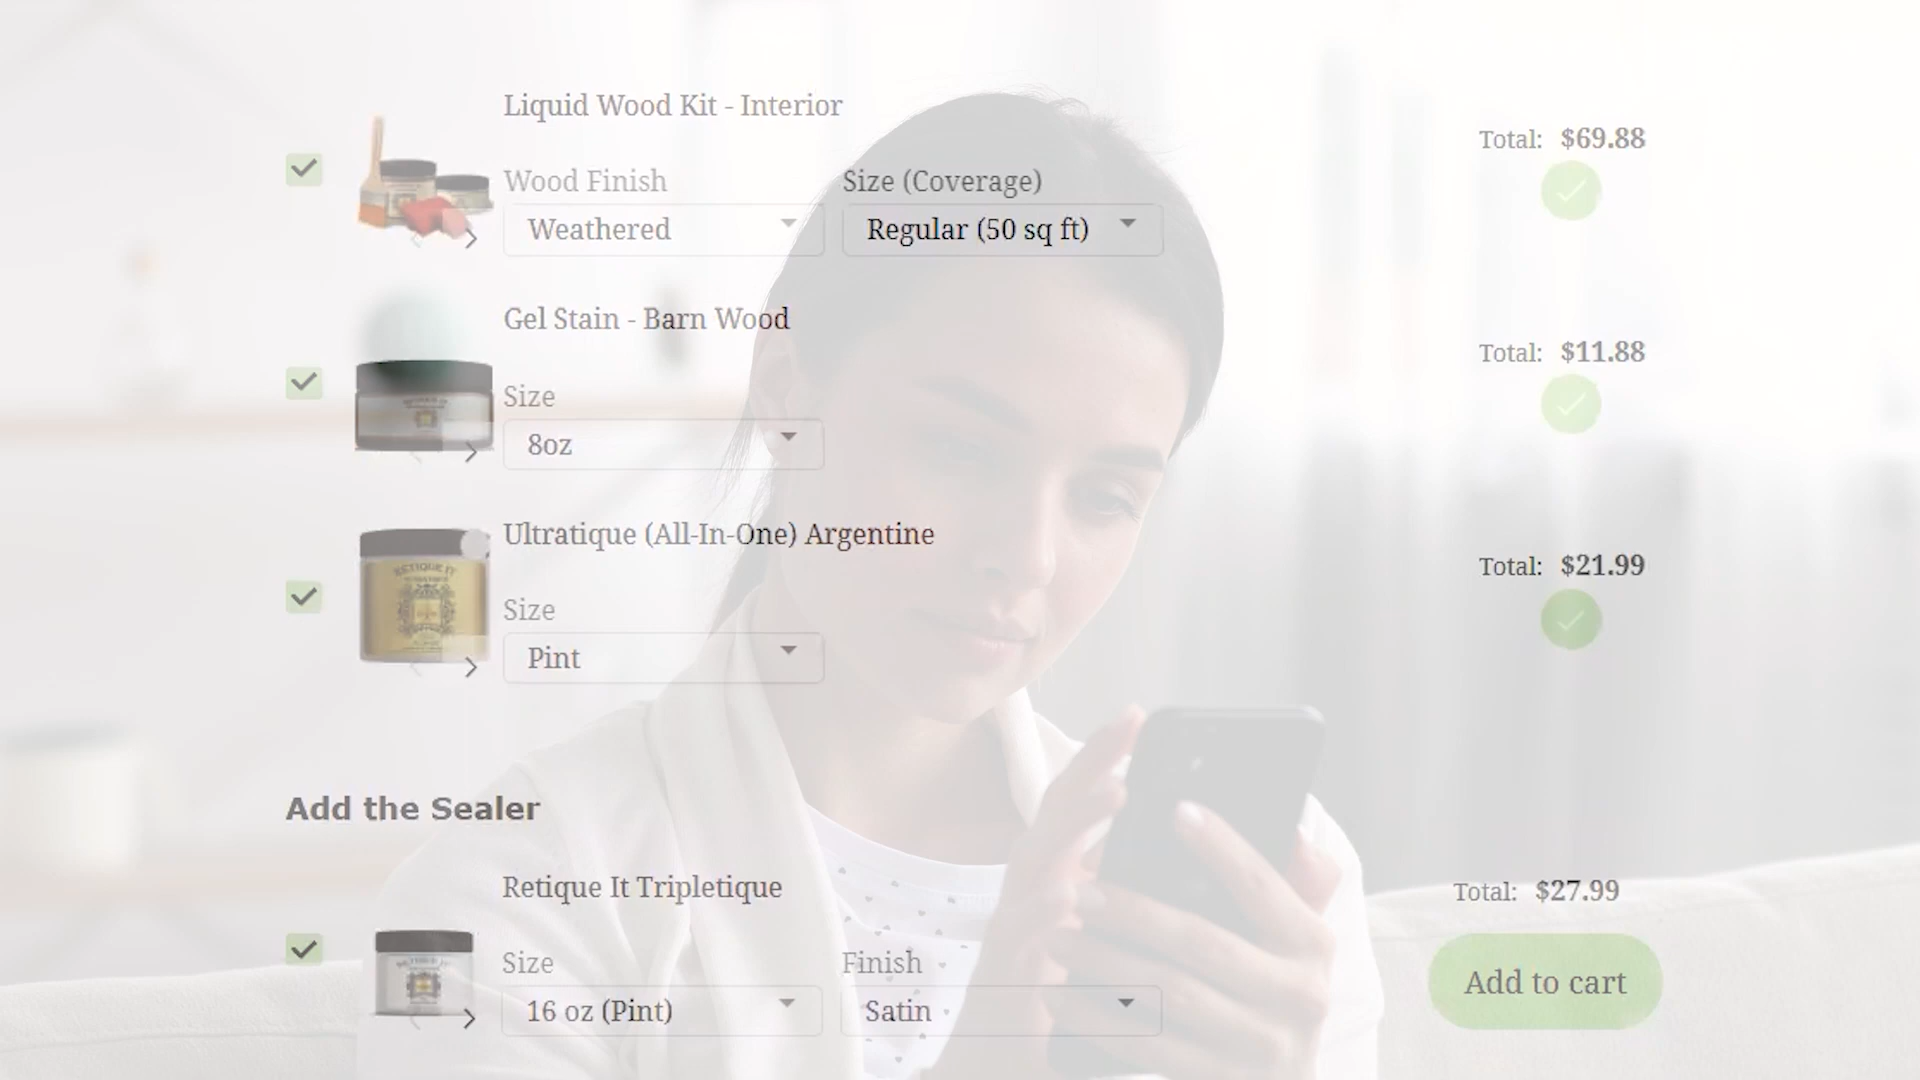 Liquid Wood Kit - Interior
Total: $69.88
Wood Finish
Size (Coverage)
Weathered
Regular (50 sq ft)
Gel Stain - Barn Wood
Total: $11.88
Size
8oz
Ultratique (All-In-One) Argentine
Total: $21.99
RETIQUE IT
Size
Pint
Add the Sealer
Retique It Tripletique
Total: $27.99
Size
Finish
Add to cart
16 oz (Pint)
Satin